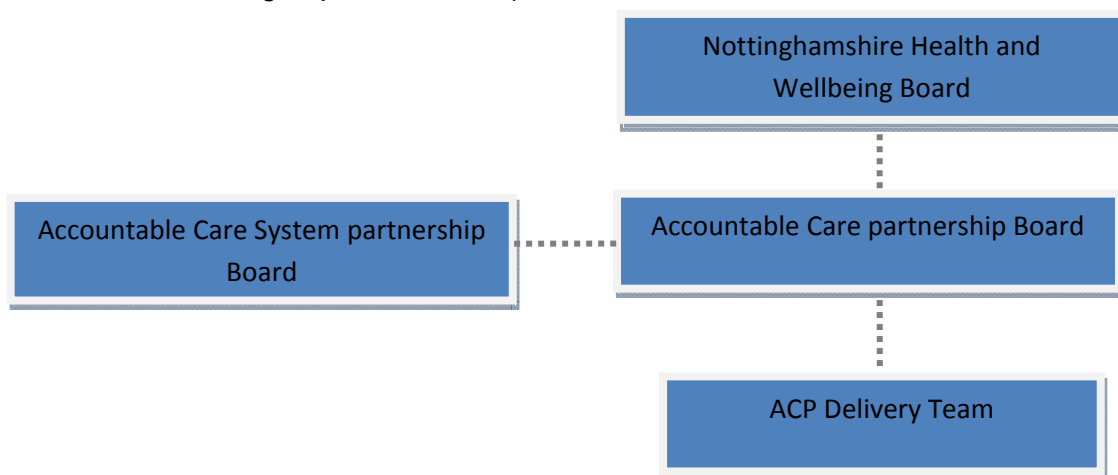 Nottinghamshire Health and
Wellbeing Board
Accountable Care System partnership
Board
Accountable Care partnership Board
ACP Delivery Team